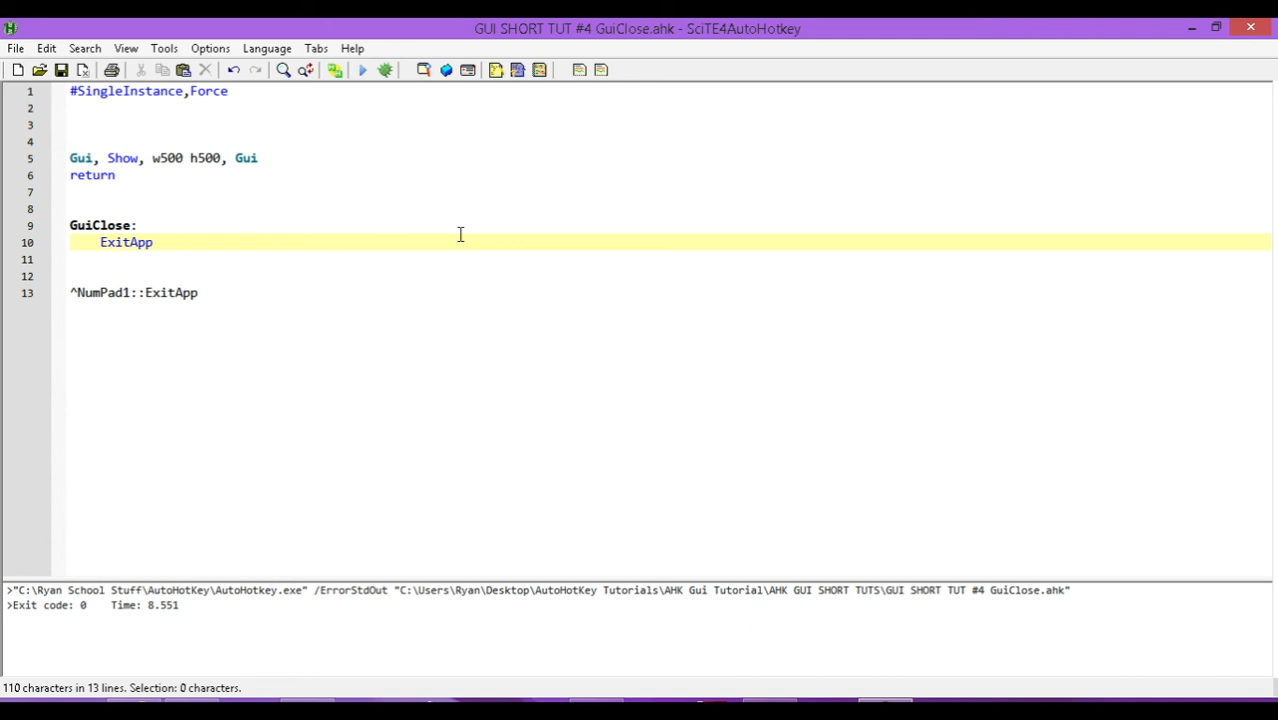 GUI SHORT TUT #4 GuiClose.ahk - SciTE4AutoHotkey
File Edit Search View Tools Options Language Tabs Help
1 #SingleInstance,Force
2
3
4
5 Gui, Show, w500 h500, Gui
6 return
7
8
9 GuiClose:
10 ExitApp
11
12
13 ^NumPad1::ExitApp
>"C:\Ryan School Stuff\AutoHotKey\AutoHotkey.exe" /ErrorStdOut "C:\Users\Ryan\Desktop\AutoHotKey Tutorials\AHK Gui Tutorial\AHK GUI SHORT TUTS\GUI SHORT TUT #4 GuiClose.ahk"
>Exit code: 0 Time: 8.551
110 characters in 13 lines. Selection: 0 characters.